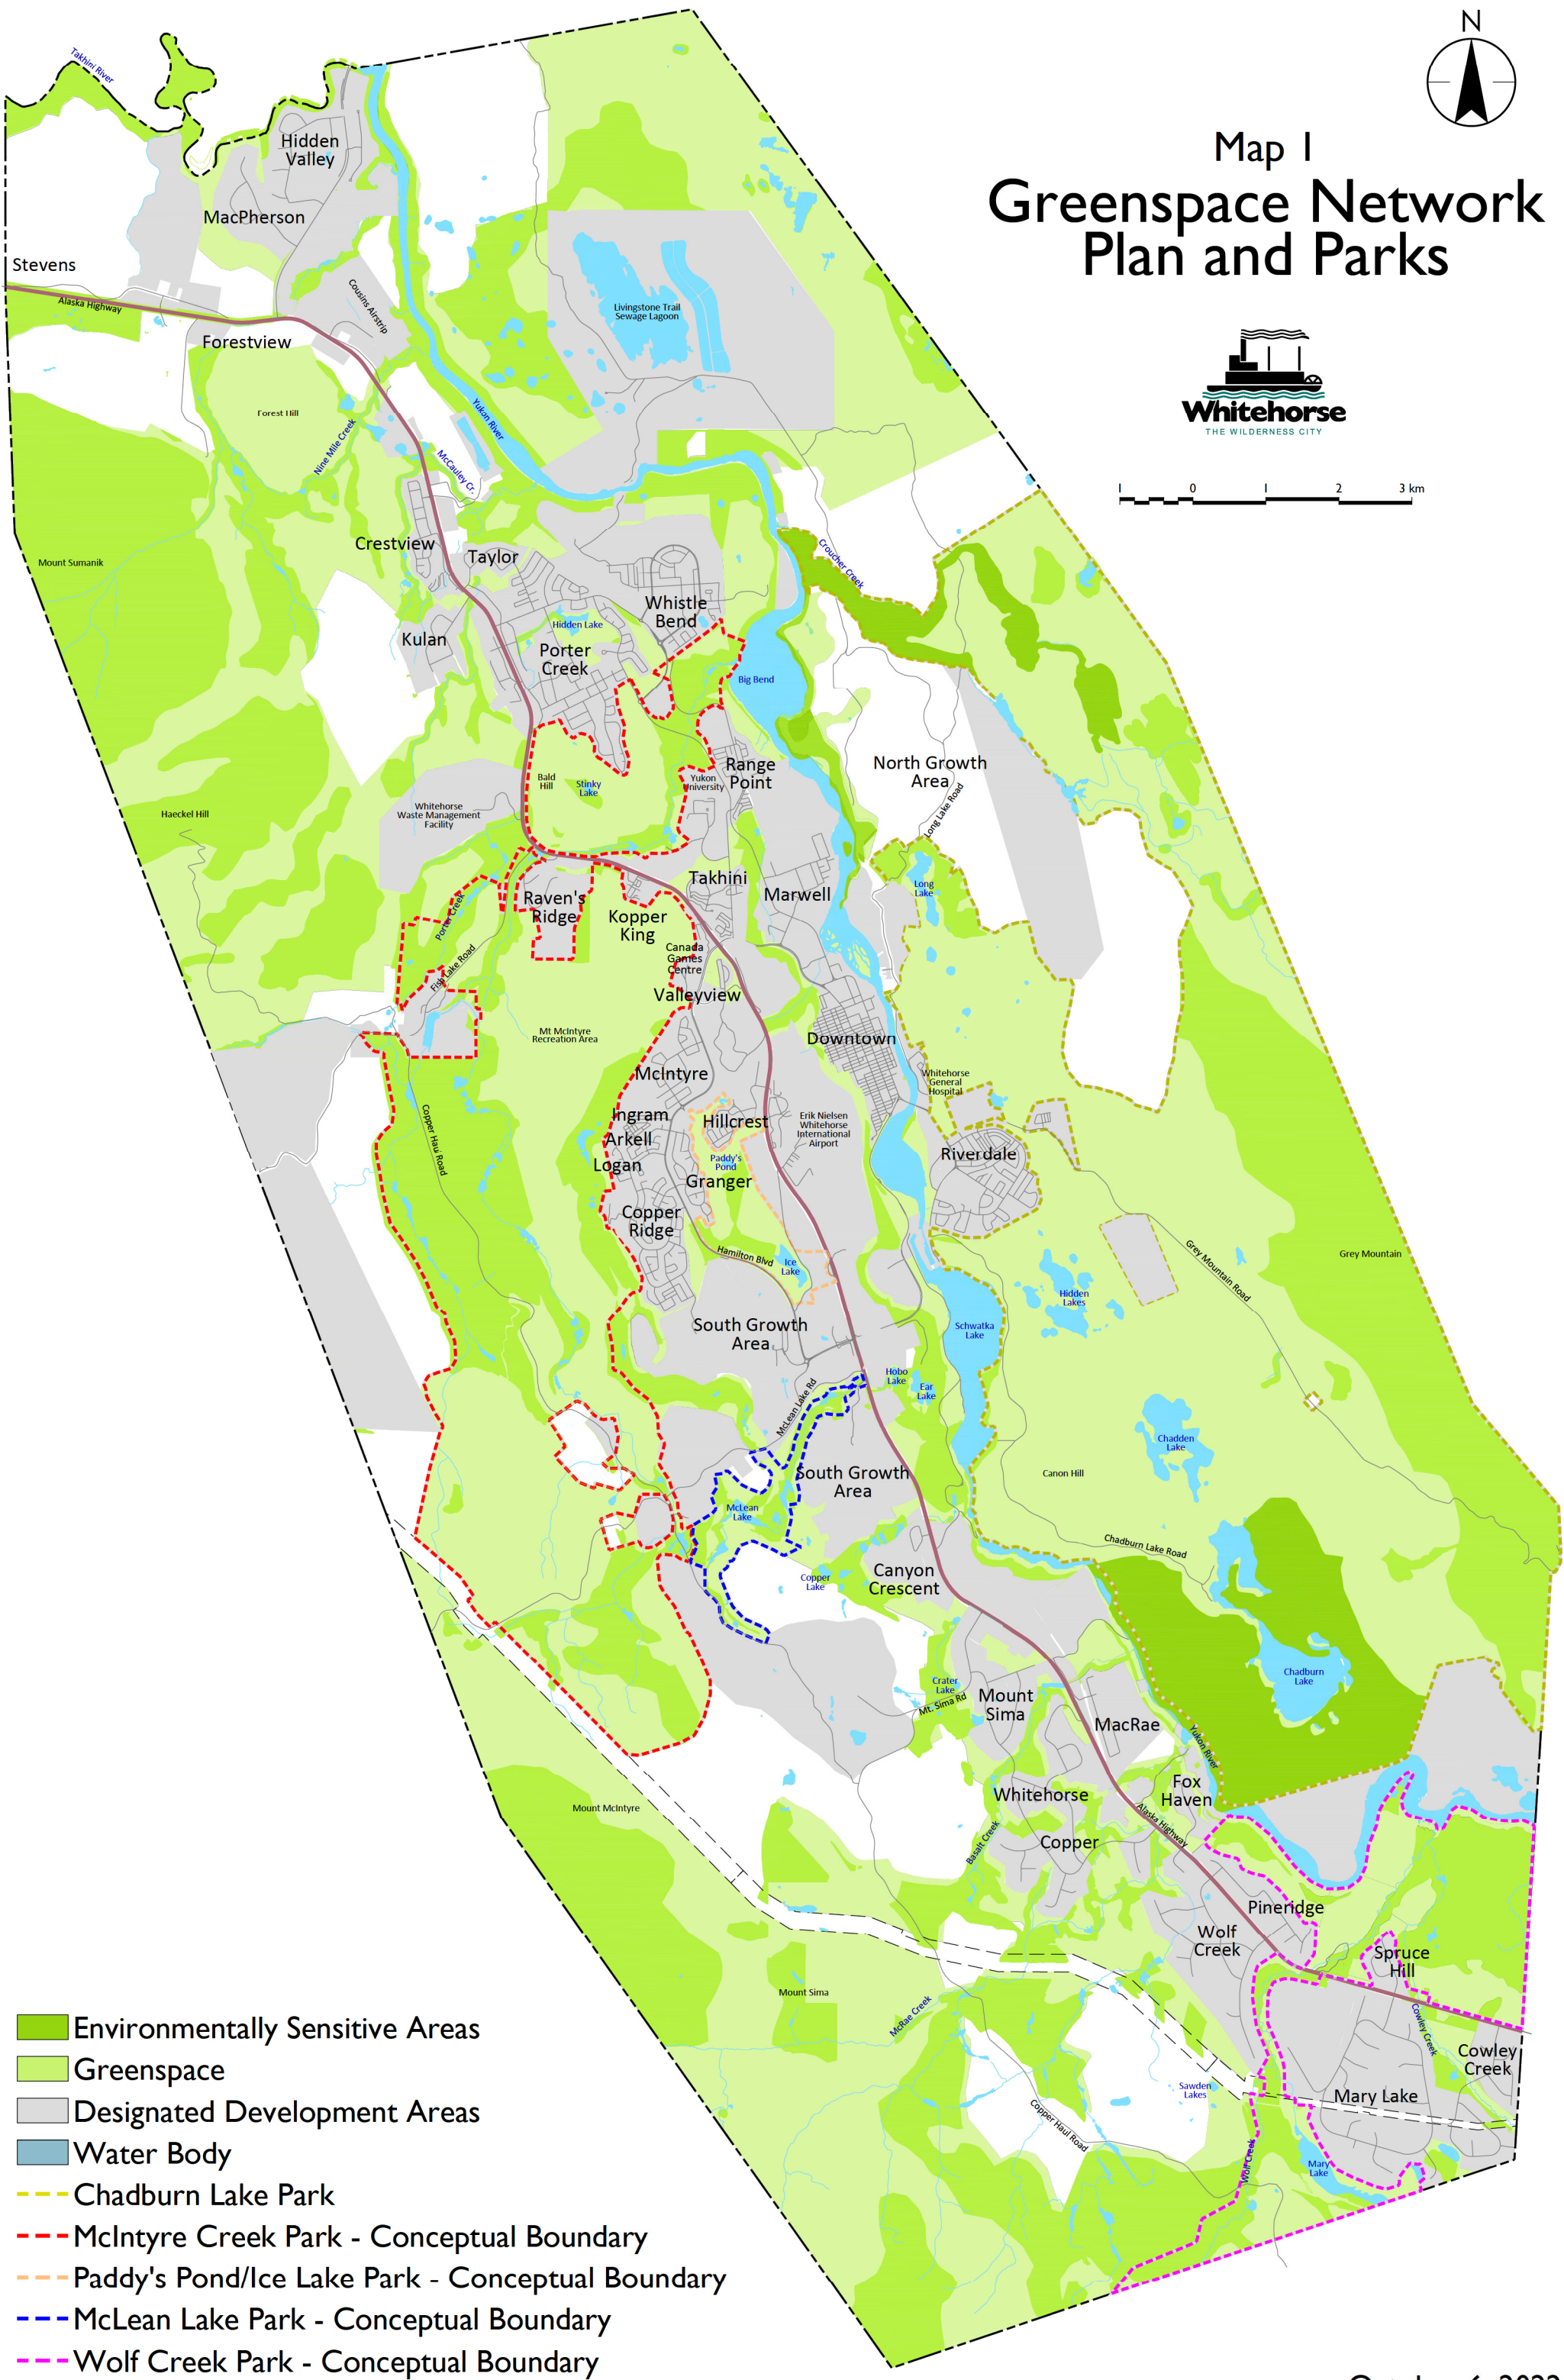 N
Map 1
Greenspace Network
Plan and Parks
Whitehorse
THE WILDERNESS CITY
1 0 1 2 3 km
Takhini River
Hidden
Valley
MacPherson
Stevens
Alaska Highway
Cousins Airstrip
Forestview
Livingstone Trail
Sewage Lagoon
Forest Hill
Nine Mile Creek
Yukon River
McCauley Cr.
Crestview
Taylor
Mount Sumanik
Croucher Creek
Whistle
Bend
Hidden Lake
Kulan
Porter
Creek
Big Bend
North Growth
Area
Range
Point
Bald
Hill
Stinky
Lake
Yukon
University
Long Lake Road
Whitehorse
Waste Management
Facility
Haeckel Hill
Takhini
Marwell
Long
Lake
Raven's
Ridge
Kopper
King
Porter Creek
Fish Lake Road
Canada
Games
Centre
Valleyview
Mt McIntyre
Recreation Area
Downtown
McIntyre
Whitehorse
General
Hospital
Copper Haul Road
Ingram
Hillcrest
Erik Nielsen
Whitehorse
International
Airport
Arkell
Riverdale
Logan
Paddy's
Pond
Granger
Copper
Ridge
Hamilton Blvd
Ice
Lake
Grey Mountain Road
Grey Mountain
Hidden
Lakes
South Growth
Area
Schwatka
Lake
Hobo
Lake
Ear
Lake
McLean Lake Rd
Chadden
Lake
Canon Hill
South Growth
Area
McLean
Lake
Chadburn Lake Road
Copper
Lake
Canyon
Crescent
Chadburn
Lake
Crater
Lake
Mt. Sima Rd
Mount
Sima
MacRae
Yukon River
Fox
Haven
Whitehorse
Copper
Alaska Highway
Basalt Creek
Mount McIntyre
Pineridge
Wolf
Creek
Spruce
Hill
Mount Sima
McRae Creek
Cowley Creek
Cowley
Creek
Sawden
Lakes
Mary Lake
Copper Haul Road
Wolf Creek
Mary
Lake
Environmentally Sensitive Areas
Greenspace
Designated Development Areas
Water Body
Chadburn Lake Park
McIntyre Creek Park - Conceptual Boundary
Paddy's Pond/Ice Lake Park - Conceptual Boundary
McLean Lake Park - Conceptual Boundary
Wolf Creek Park - Conceptual Boundary